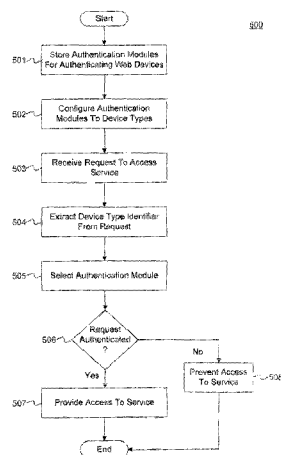 Start
600
501
Store Authentication Modules
For Authenticating Web Devices
502
Configure Authentication
Modules To Device Types
503
Receive Request To Access
Service
504
Extract Device Type Identifier
From Request
505
Select Authentication Module
506
Request
Authenticated
?
No
Yes
Prevent Access
To Service
508
507
Provide Access To Service
End